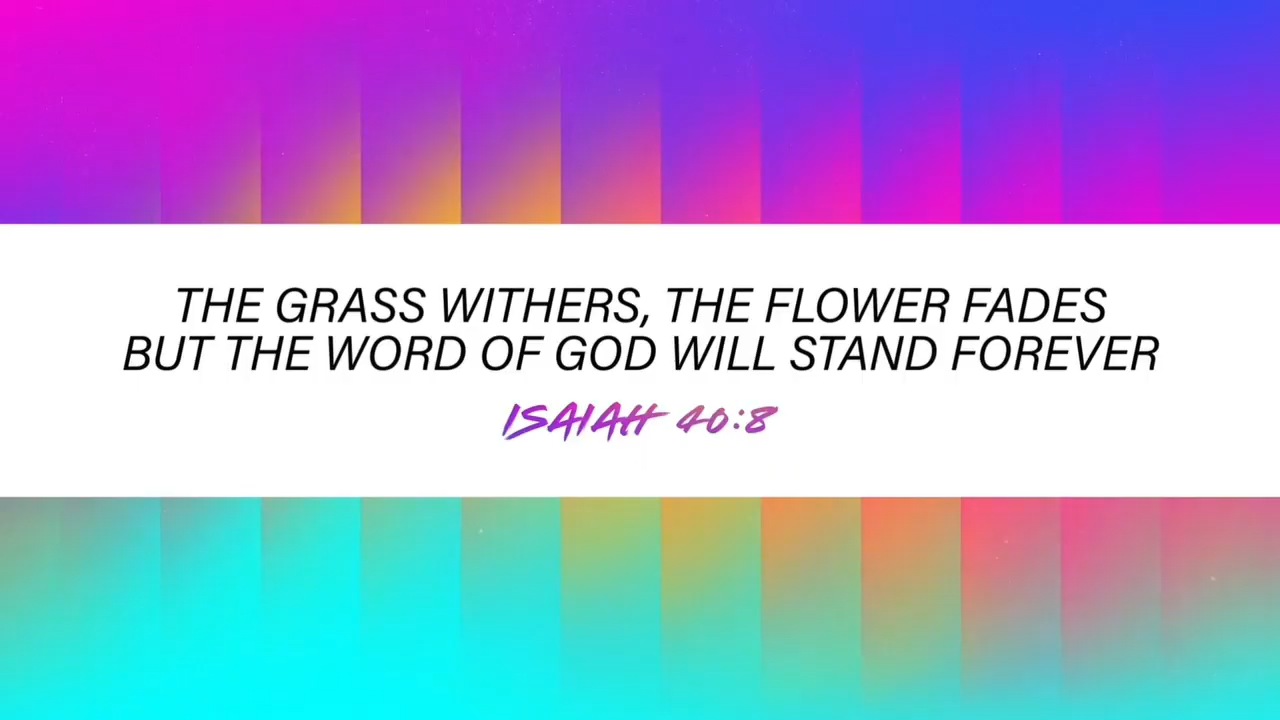 THE GRASS WITHERS, THE FLOWER FADES
BUT THE WORD OF GOD WILL STAND FOREVER
ISAIAH 40:8